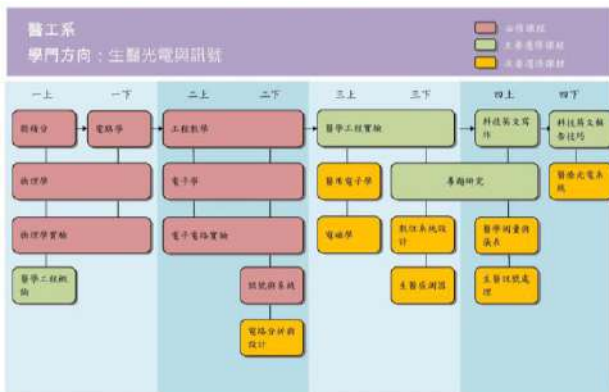 醫工系
學門方向：生醫光電與訊號
必修課程
主要選修課程
次要選修課程
一上
一下
二上
二下
三上
三下
四上
四下
微積分
電路學
工程數學
醫學工程實驗
科技英文寫
作
科技英文報
告技巧
物理學
電子學
醫用電子學
專題研究
醫療光電系
統
物理學實驗
電子電路實驗
電磁學
數位系統設
計
醫學測量與
儀表
醫學工程概
論
訊號與系統
生醫感測器
生醫訊號處
理
電路分析與
設計